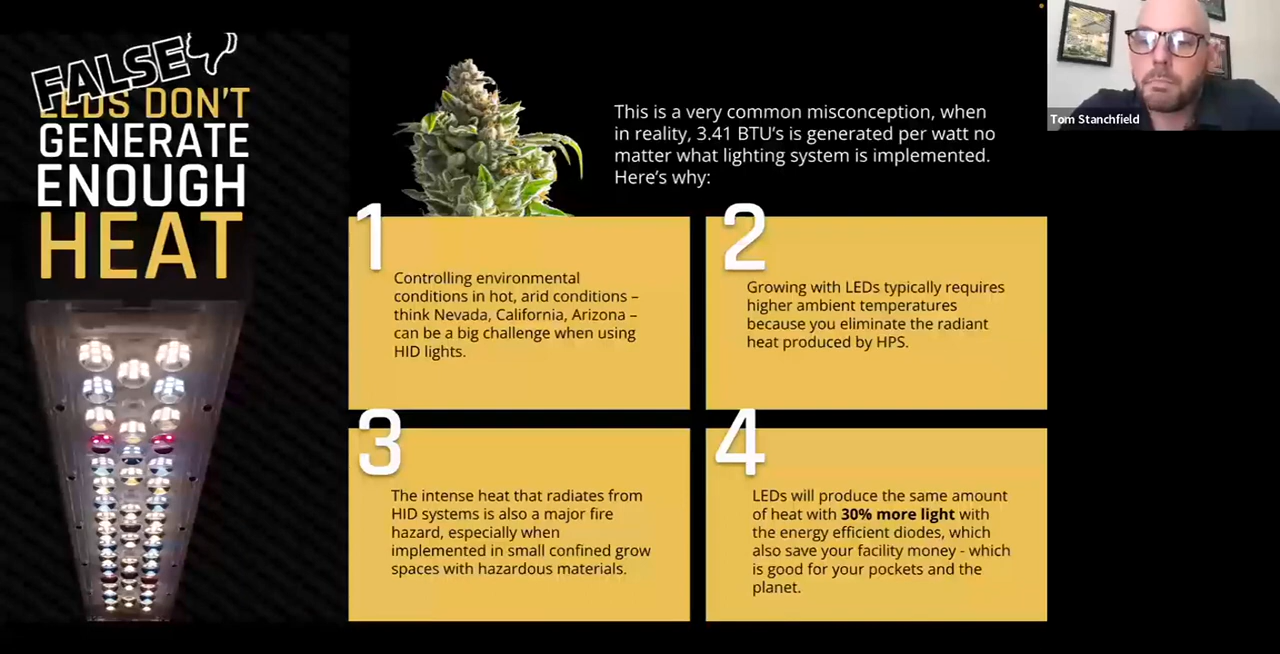 FALSE
LEDS DON'T
GENERATE
ENOUGH
HEAT
This is a very common misconception, when
in reality, 3.41 BTU's is generated per watt no
matter what lighting system is implemented.
Here's why:
1
Controlling environmental
conditions in hot, arid conditions –
think Nevada, California, Arizona –
can be a big challenge when using
HID lights.
2
Growing with LEDs typically requires
higher ambient temperatures
because you eliminate the radiant
heat produced by HPS.
3
The intense heat that radiates from
HID systems is also a major fire
hazard, especially when
implemented in small confined grow
spaces with hazardous materials.
4
LEDs will produce the same amount
of heat with 30% more light with
the energy efficient diodes, which
also save your facility money - which
is good for your pockets and the
planet.
Tom Stanchfield